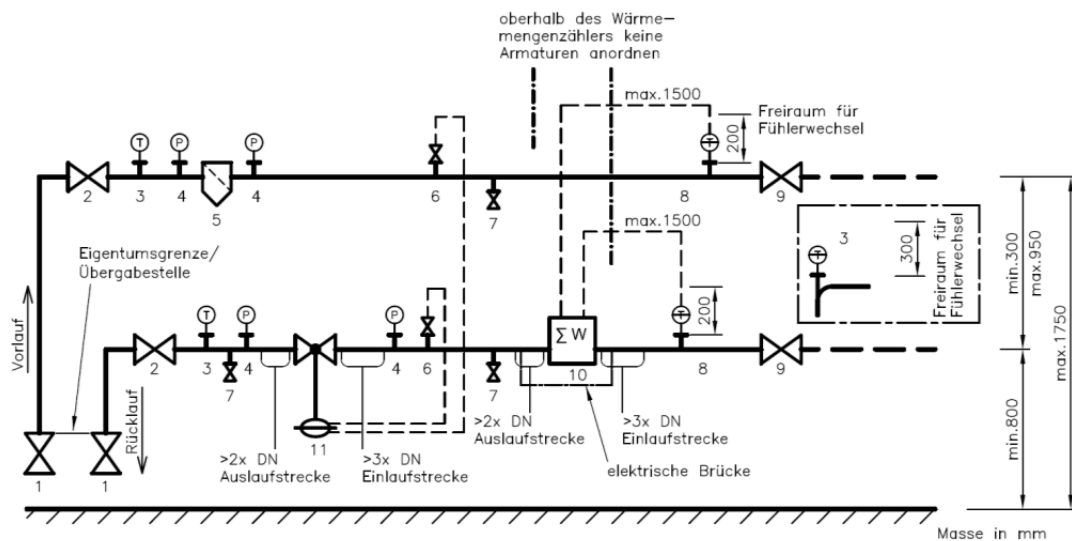 oberhalb des Wärme-
mengenzählers keine
Armaturen anordnen
max.1500
Freiraum für
Fühlerwechsel
200
T
P
P
T
2
3
4
5
4
6
7
8
9
max.1500
Eigentumsgrenze/
Übergabestelle
3
T
300
Freiraum für
Fühlerwechsel
min.300
max.950
max.1750
Vorlauf
T
P
P
Σ W
T
200
2
3
7
4
4
6
7
10
8
9
Rücklauf
11
>2x DN
Auslaufstrecke
>3x DN
Einlaufstrecke
>2x DN
Auslaufstrecke
>3x DN
Einlaufstrecke
elektrische Brücke
min.800
1
1
Masse in mm